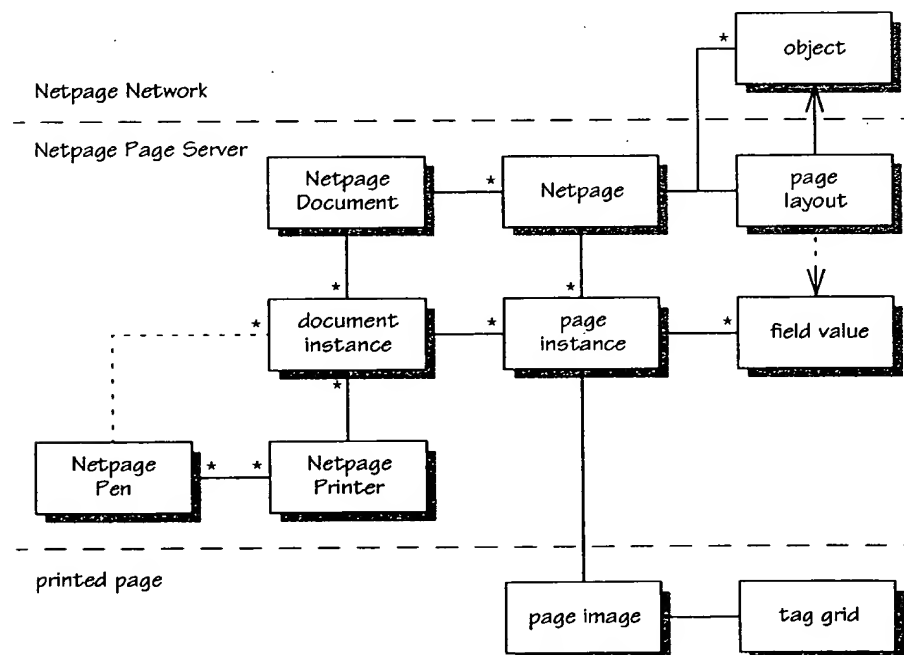 *
object
Netpage Network
Netpage Page Server
Netpage
Document
*
Netpage
page
layout
*
*
*
document
instance
*
page
instance
*
field value
*
Netpage
Pen
*
*
Netpage
Printer
printed page
page image
tag grid